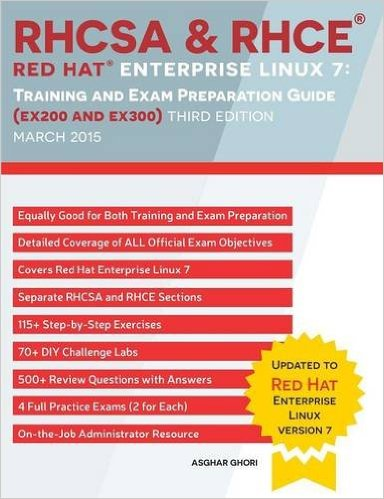 RHCSA & RHCE®
RED HAT® ENTERPRISE LINUX 7:
TRAINING AND EXAM PREPARATION GUIDE
(EX200 AND EX300) THIRD EDITION
MARCH 2015
Equally Good for Both Training and Exam Preparation
Detailed Coverage of ALL Official Exam Objectives
Covers Red Hat Enterprise Linux 7
Separate RHCSA and RHCE Sections
115+ Step-by-Step Exercises
70+ DIY Challenge Labs
500+ Review Questions with Answers
4 Full Practice Exams (2 for Each)
On-the-Job Administrator Resource
UPDATED TO
RED HAT
ENTERPRISE
LINUX
VERSION 7
ASGHAR GHORI